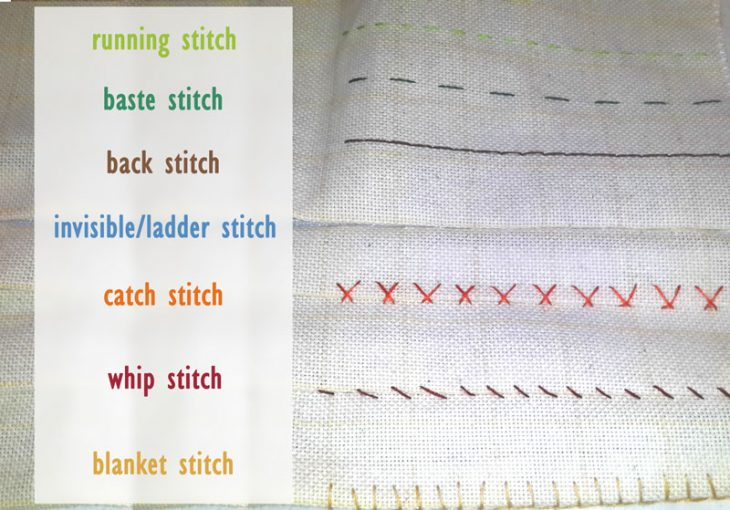 running stitch
baste stitch
back stitch
invisible/ladder stitch
catch stitch
whip stitch
blanket stitch